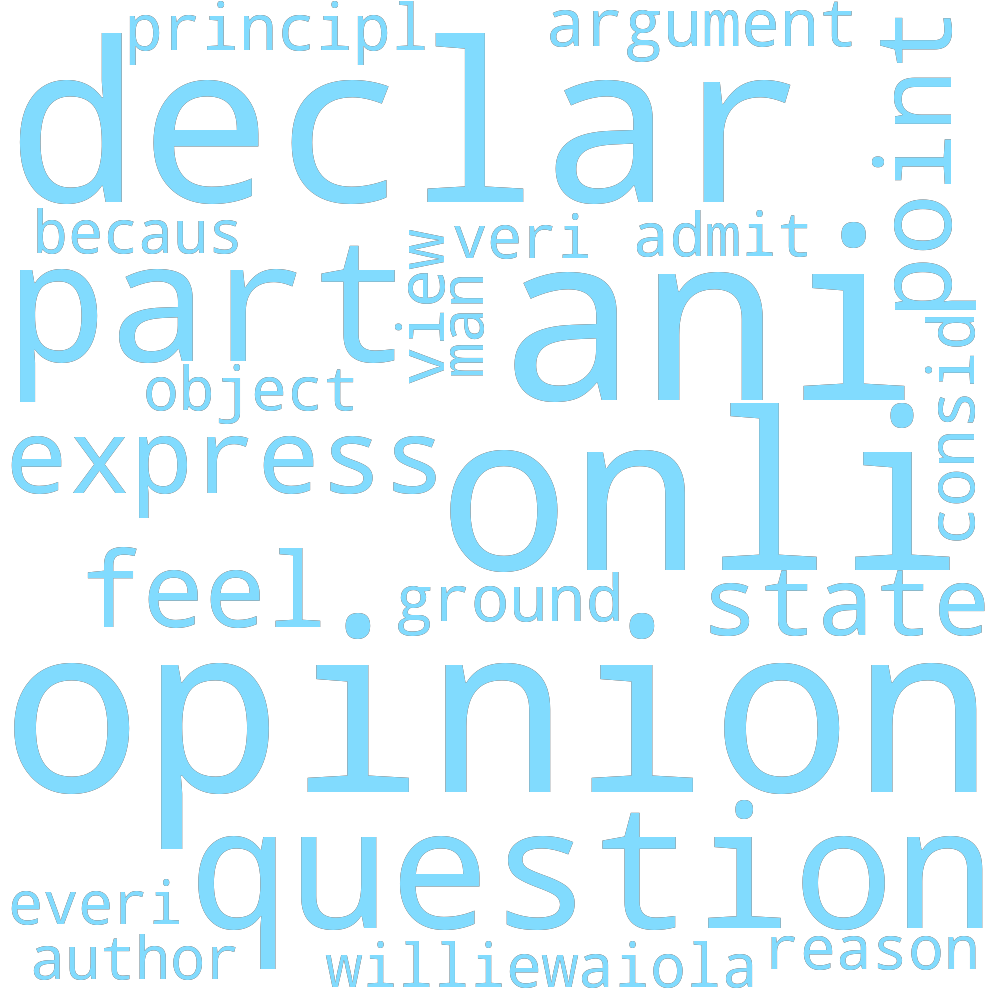 principl
argument
declar
point
becaus
view
man
veri
admit
part
ani
object
consid
express
onli
feel
ground
state
opinion
question
everi
author
williewaiola
reason